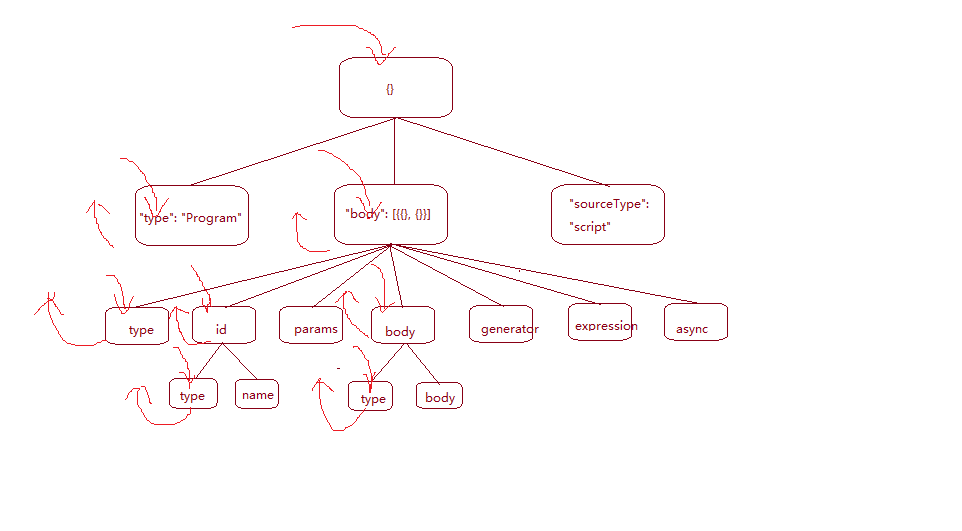 {}
"type": "Program"
"body": [{{}, {}}]
"sourceType":
"script"
type
id
params
body
generator
expression
async
type
name
type
body